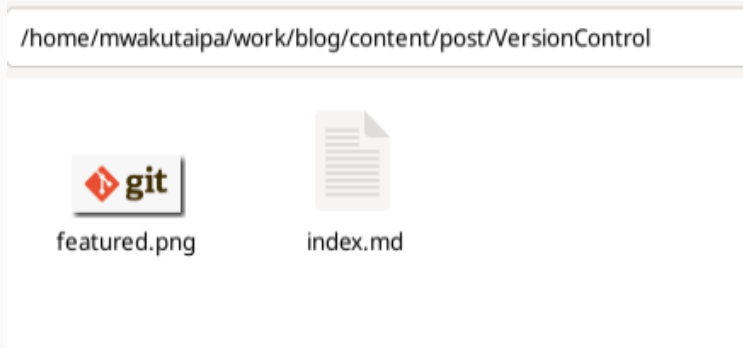 /home/mwakutaipa/work/blog/content/post/VersionControl
git
featured.png
index.md